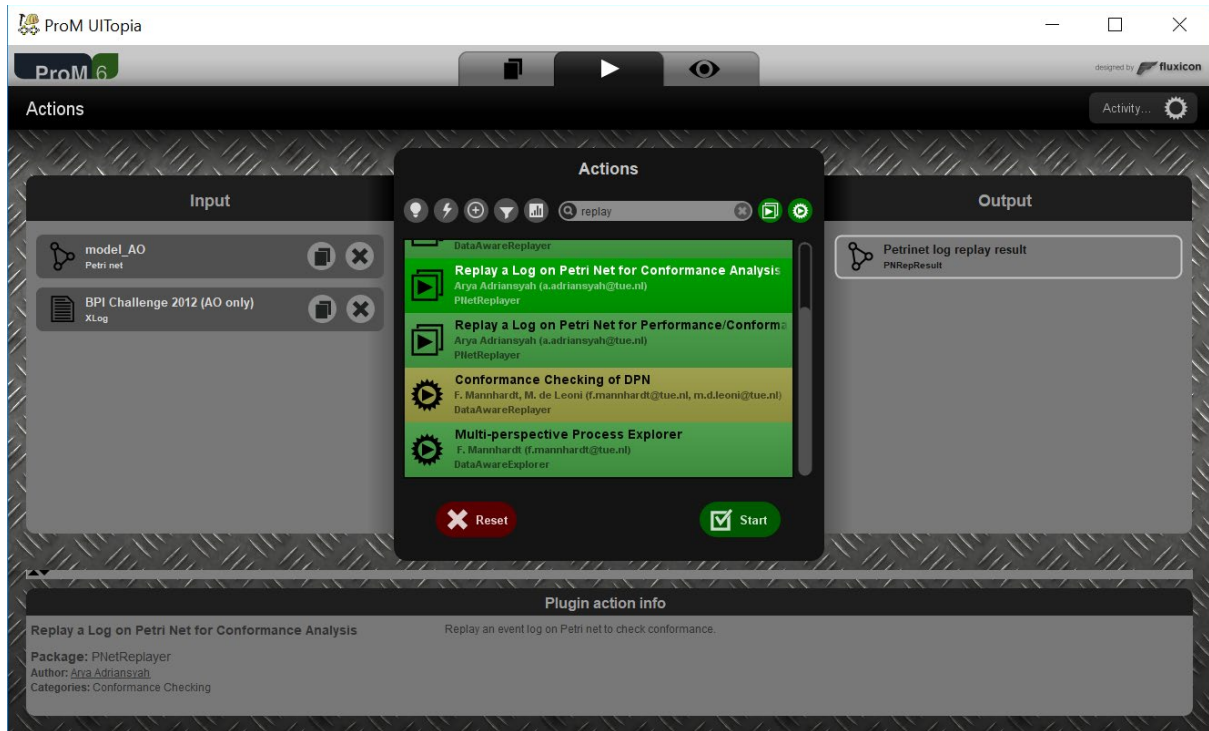 ProM UITopia
ProM 6
designed by fluxicon
Actions
Activity...
Input
model_AO
Petri net
BPI Challenge 2012 (AO only)
XLog
Actions
replay
DataAwareReplayer
Replay a Log on Petri Net for Conformance Analysis
Arya Adriansyah (a.adriansyah@tue.nl)
PNetReplayer
Replay a Log on Petri Net for Performance/Conforma
Arya Adriansyah (a.adriansyah@tue.nl)
PNetReplayer
Conformance Checking of DPN
F. Mannhardt, M. de Leoni (f.mannhardt@tue.nl, m.d.leoni@tue.nl)
DataAwareReplayer
Multi-perspective Process Explorer
F. Mannhardt (f.mannhardt@tue.nl)
DataAwareExplorer
Reset
Start
Output
Petrinet log replay result
PNRepResult
Plugin action info
Replay a Log on Petri Net for Conformance Analysis
Replay an event log on Petri net to check conformance.
Package: PNetReplayer
Author: Arya Adriansyah
Categories: Conformance Checking